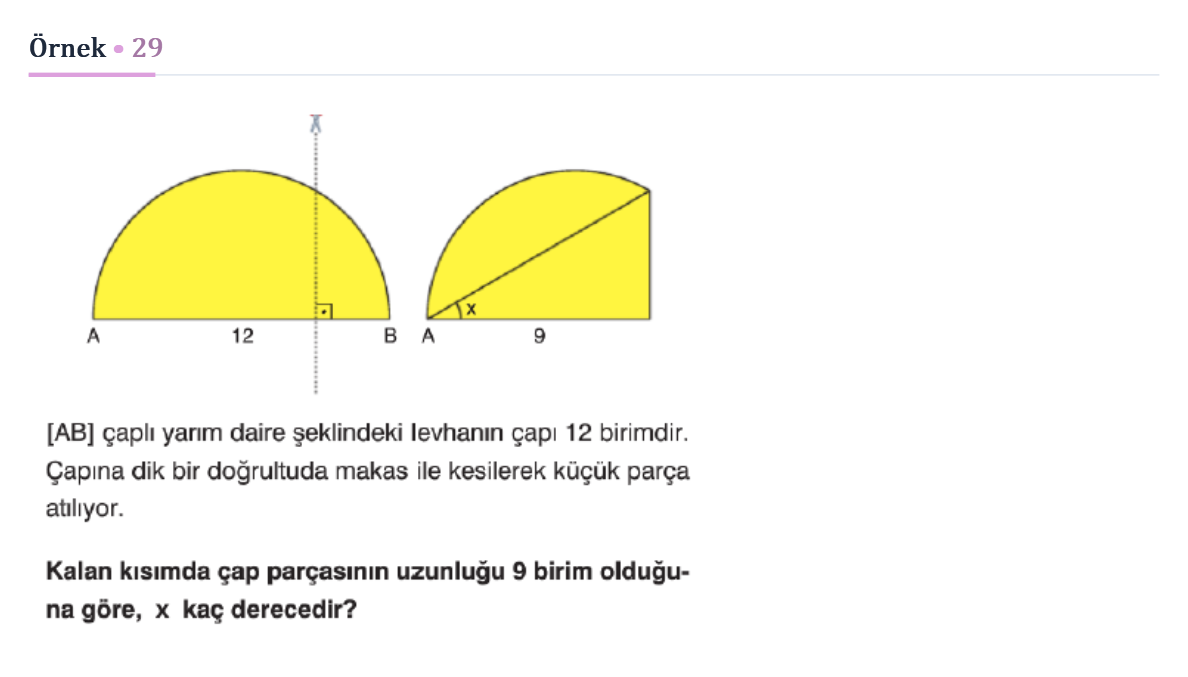 Örnek • 29
x
A 12 B A 9
[AB] çaplı yarım daire şeklindeki levhanın çapı 12 birimdir.
Çapına dik bir doğrultuda makas ile kesilerek küçük parça
atılıyor.
Kalan kısımda çap parçasının uzunluğu 9 birim olduğu-
na göre, x kaç derecedir?